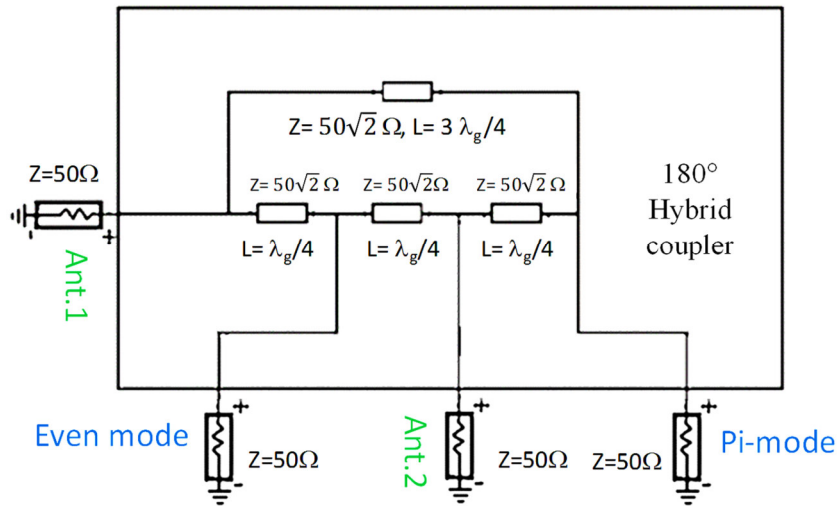 Z= 50√2 Ω, L= 3 λg/4
Z=50Ω
Z= 50√2 Ω
Z= 50√2Ω
Z= 50√2 Ω
180°
Hybrid
coupler
L= λg/4
L= λg/4
L= λg/4
Ant.1
- +
Even mode
+
-
Z=50Ω
Ant.2
+
-
Z=50Ω
Z=50Ω
+
-
Pi-mode